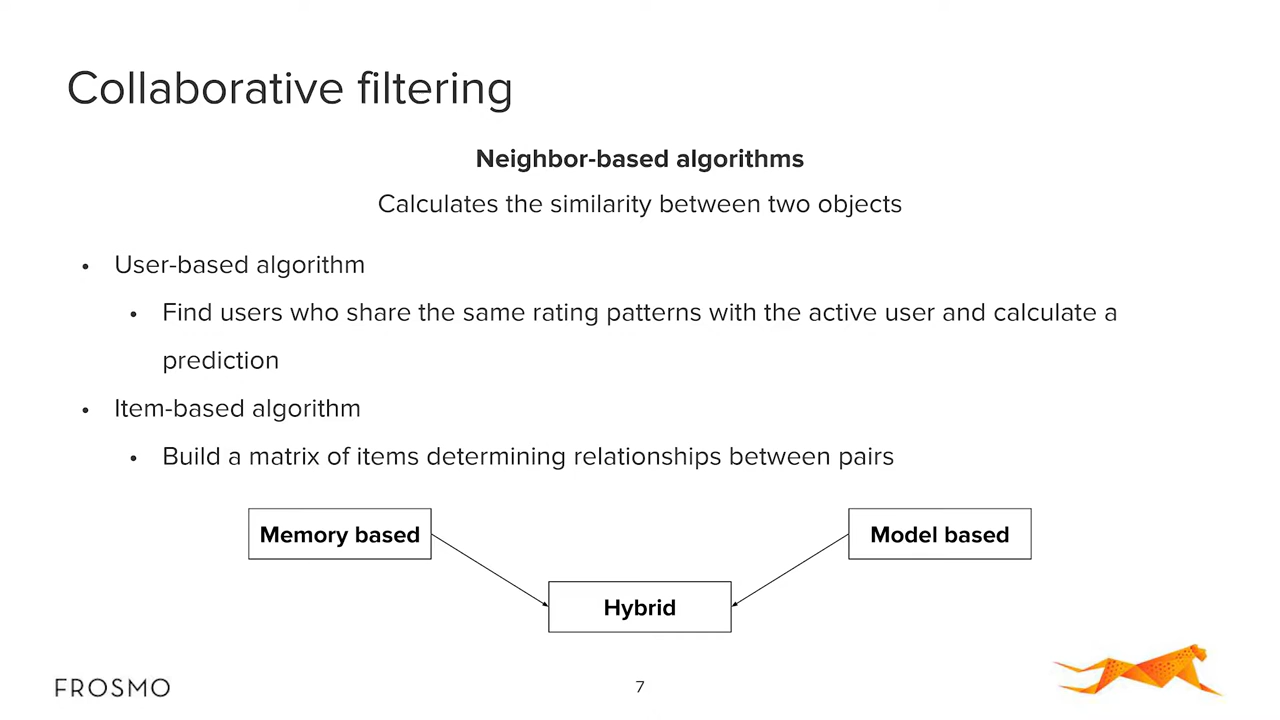 Collaborative filtering
Neighbor-based algorithms
Calculates the similarity between two objects
• User-based algorithm
• Find users who share the same rating patterns with the active user and calculate a
prediction
• Item-based algorithm
• Build a matrix of items determining relationships between pairs
Memory based
Model based
Hybrid
FROSMO
7